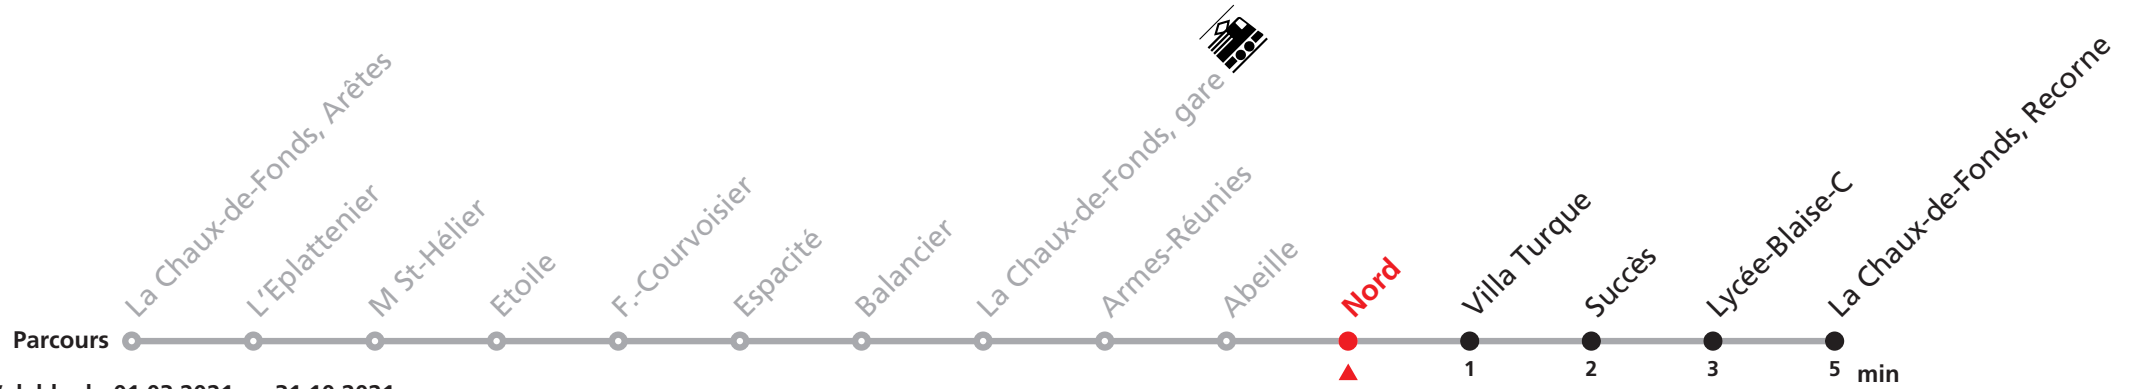 La Chaux-de-Fonds, Arêtes
L'Eplattenier
M St-Hélier
Etoile
F.-Courvoisier
Espacité
Balancier
La Chaux-de-Fonds, gare
Armes-Réunies
Abeille
Nord
Villa Turque
Succès
Lycée-Blaise-C
La Chaux-de-Fonds, Recorne
Parcours
1 2 3 5 min